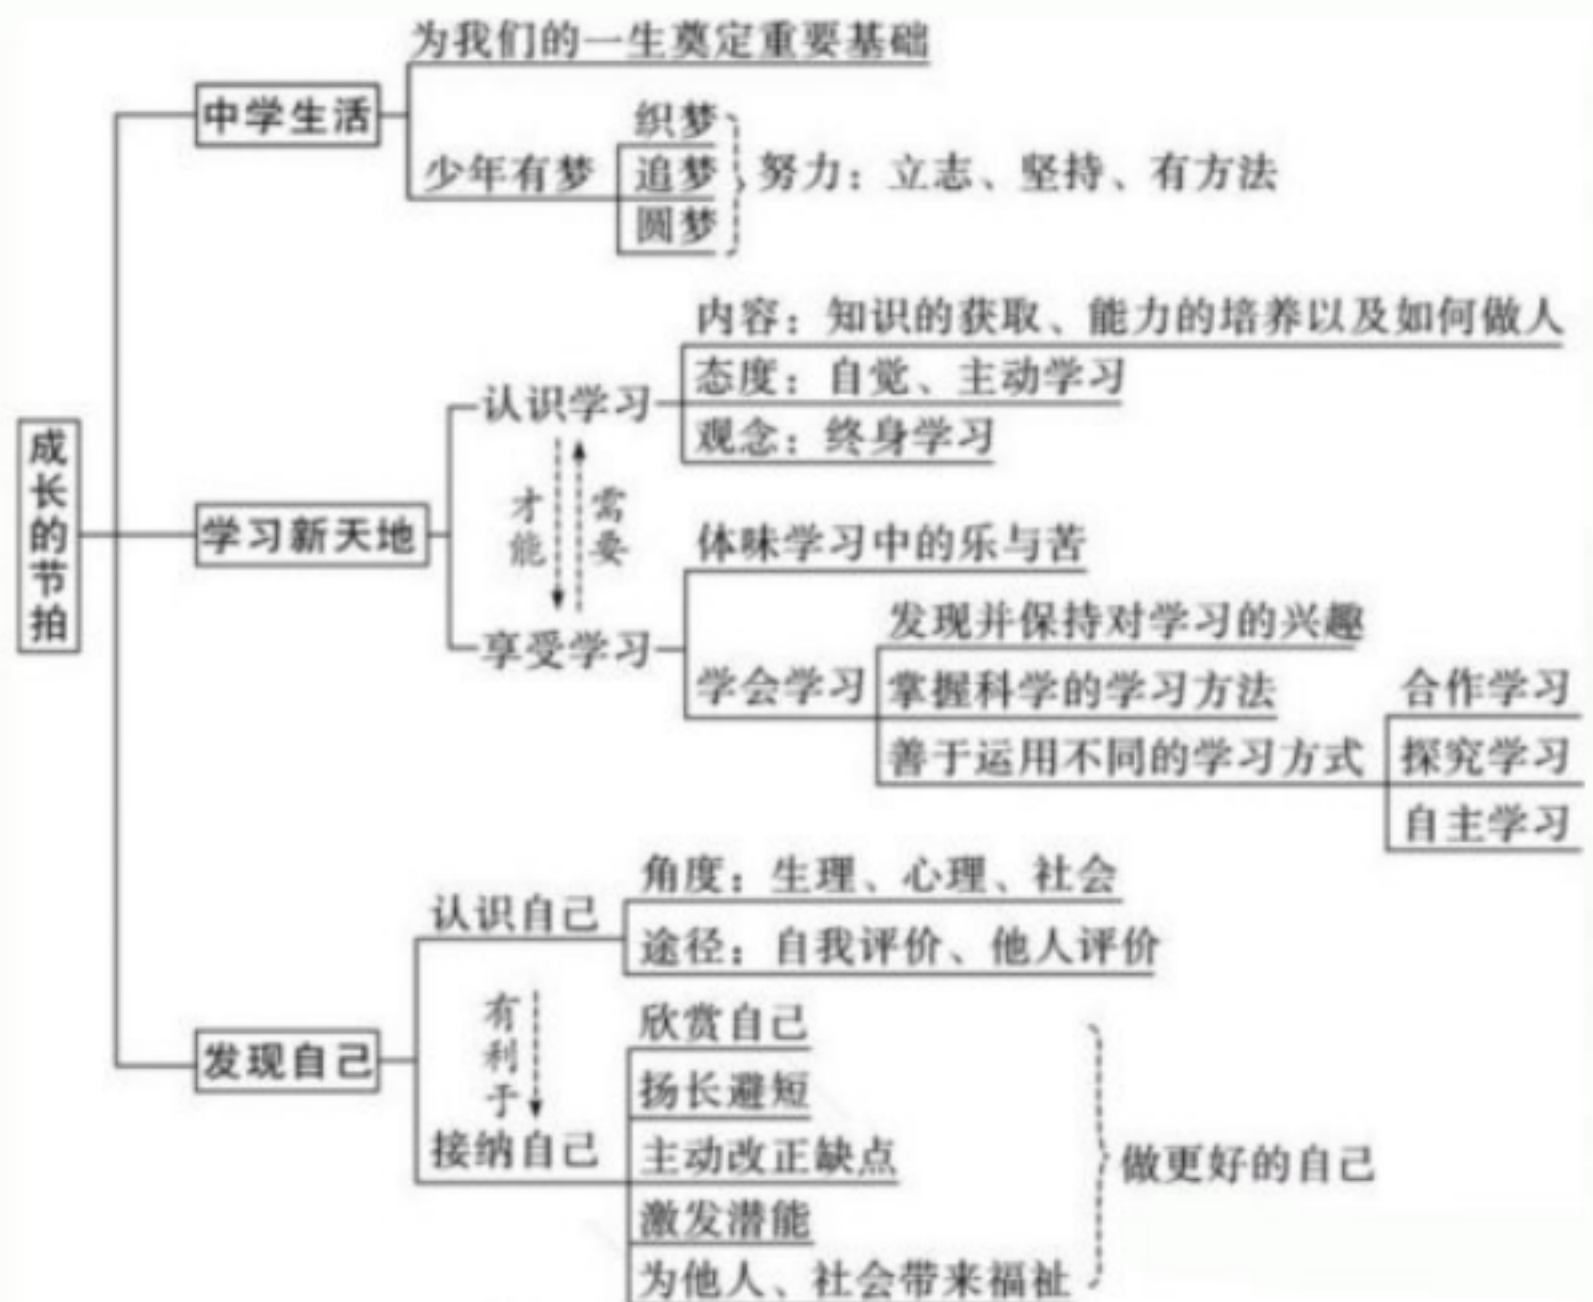 成长的节拍
中学生活
为我们的一生奠定重要基础
少年有梦
织梦
追梦
圆梦
努力：立志、坚持、有方法
学习新天地
认识学习
内容：知识的获取、能力的培养以及如何做人
态度：自觉、主动学习
观念：终身学习
才能
需要
享受学习
体味学习中的乐与苦
学会学习
发现并保持对学习的兴趣
掌握科学的学习方法
善于运用不同的学习方式
合作学习
探究学习
自主学习
发现自己
认识自己
角度：生理、心理、社会
途径：自我评价、他人评价
有利于
接纳自己
欣赏自己
扬长避短
主动改正缺点
激发潜能
为他人、社会带来福祉
做更好的自己